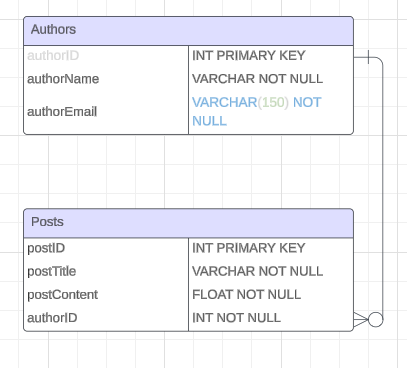 Authors
authorID INT PRIMARY KEY
authorName VARCHAR NOT NULL
authorEmail VARCHAR(150) NOT
NULL
Posts
postID INT PRIMARY KEY
postTitle VARCHAR NOT NULL
postContent FLOAT NOT NULL
authorID INT NOT NULL